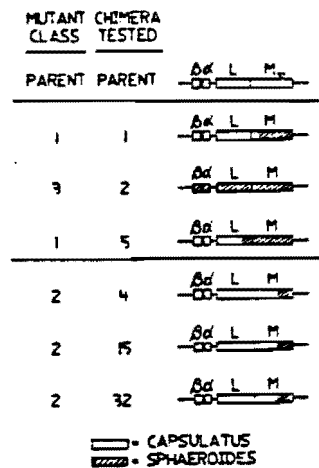 MUTANT CHIMERA
CLASS TESTED
PARENT PARENT βα L M
1 1 βα L M
3 2 βα L M
1 5 βα L M
2 4 βα L M
2 15 βα L M
2 32 βα L M
= CAPSULATUS
= SPHAEROIDES